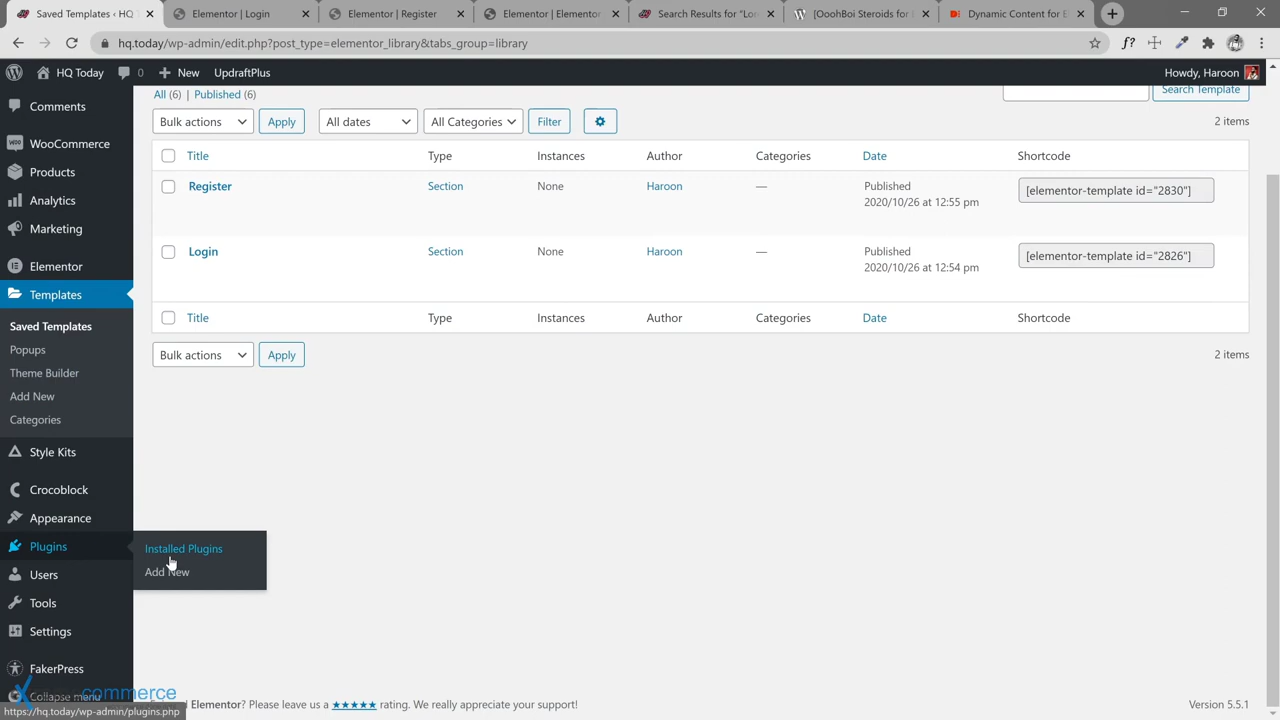 Saved Templates ‹ HQ T
Elementor | Login
Elementor | Register
Elementor | Elementor
Search Results for "Lor
[OoohBoi Steroids for
Dynamic Content for E
hq.today/wp-admin/edit.php?post_type=elementor_library&tabs_group=library
f?
HQ Today
0
New
UpdraftPlus
Howdy, Haroon
Comments
WooCommerce
Products
Analytics
Marketing
Elementor
Templates
Saved Templates
Popups
Theme Builder
Add New
Categories
Style Kits
Crocoblock
Appearance
Plugins
Installed Plugins
Add New
Users
Tools
Settings
FakerPress
Collapse menu
commerce
https://hq.today/wp-admin/plugins.php
All (6) | Published (6)
Search Template
Bulk actions
Apply
All dates
All Categories
Filter
2 items
Title Type Instances Author Categories Date Shortcode
Register Section None Haroon — Published [elementor-template id="2830"]
2020/10/26 at 12:55 pm
Login Section None Haroon — Published [elementor-template id="2826"]
2020/10/26 at 12:54 pm
Title Type Instances Author Categories Date Shortcode
Bulk actions
Apply
2 items
Elementor? Please leave us a ★★★★★ rating. We really appreciate your support!
Version 5.5.1